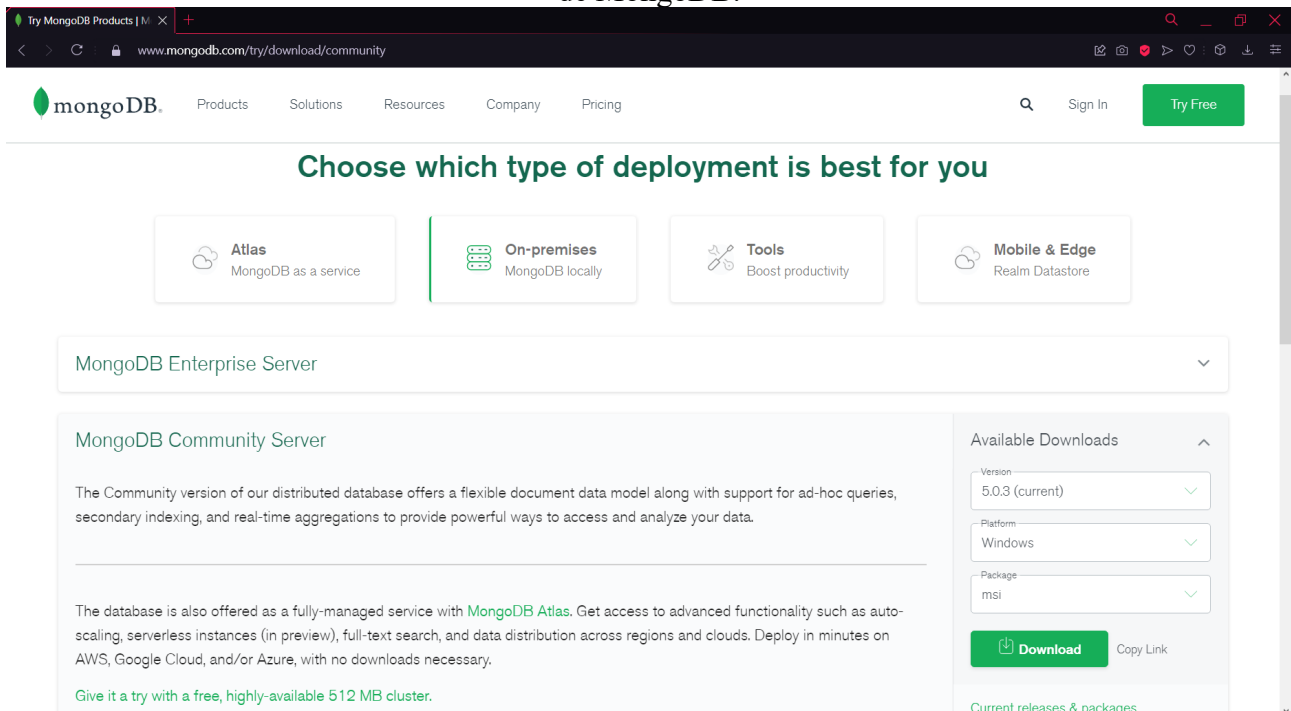 de MongoDB.
Try MongoDB Products | M
www.mongodb.com/try/download/community
mongoDB. Products Solutions Resources Company Pricing Sign In Try Free
Choose which type of deployment is best for you
Atlas
MongoDB as a service
On-premises
MongoDB locally
Tools
Boost productivity
Mobile & Edge
Realm Datastore
MongoDB Enterprise Server
MongoDB Community Server
The Community version of our distributed database offers a flexible document data model along with support for ad-hoc queries,
secondary indexing, and real-time aggregations to provide powerful ways to access and analyze your data.
The database is also offered as a fully-managed service with MongoDB Atlas. Get access to advanced functionality such as auto-
scaling, serverless instances (in preview), full-text search, and data distribution across regions and clouds. Deploy in minutes on
AWS, Google Cloud, and/or Azure, with no downloads necessary.
Give it a try with a free, highly-available 512 MB cluster.
Available Downloads
Version
5.0.3 (current)
Platform
Windows
Package
msi
Download Copy Link
Current releases & packages